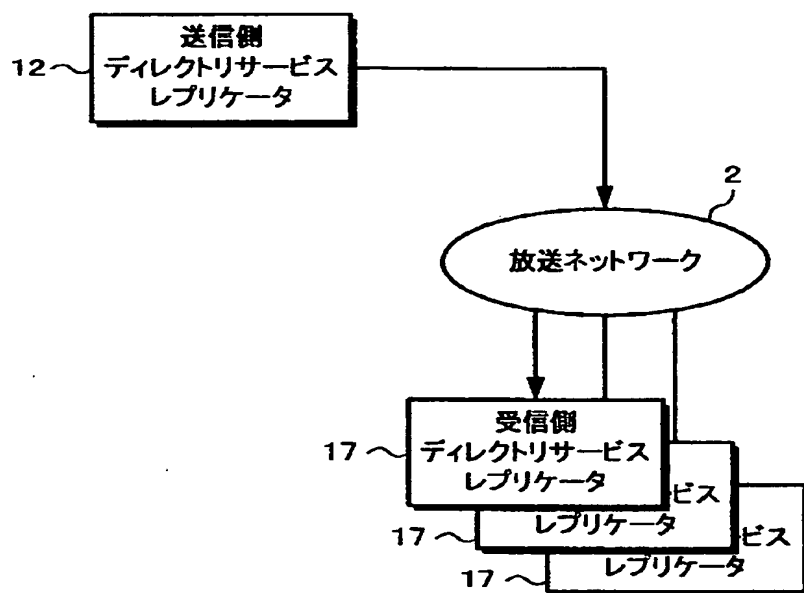 送信側
12
ディレクトリサービス
レプリケータ
2
放送ネットワーク
受信側
17
ディレクトリサービス
レプリケータ
ービス
17
レプリケータ
ービス
17
レプリケータ